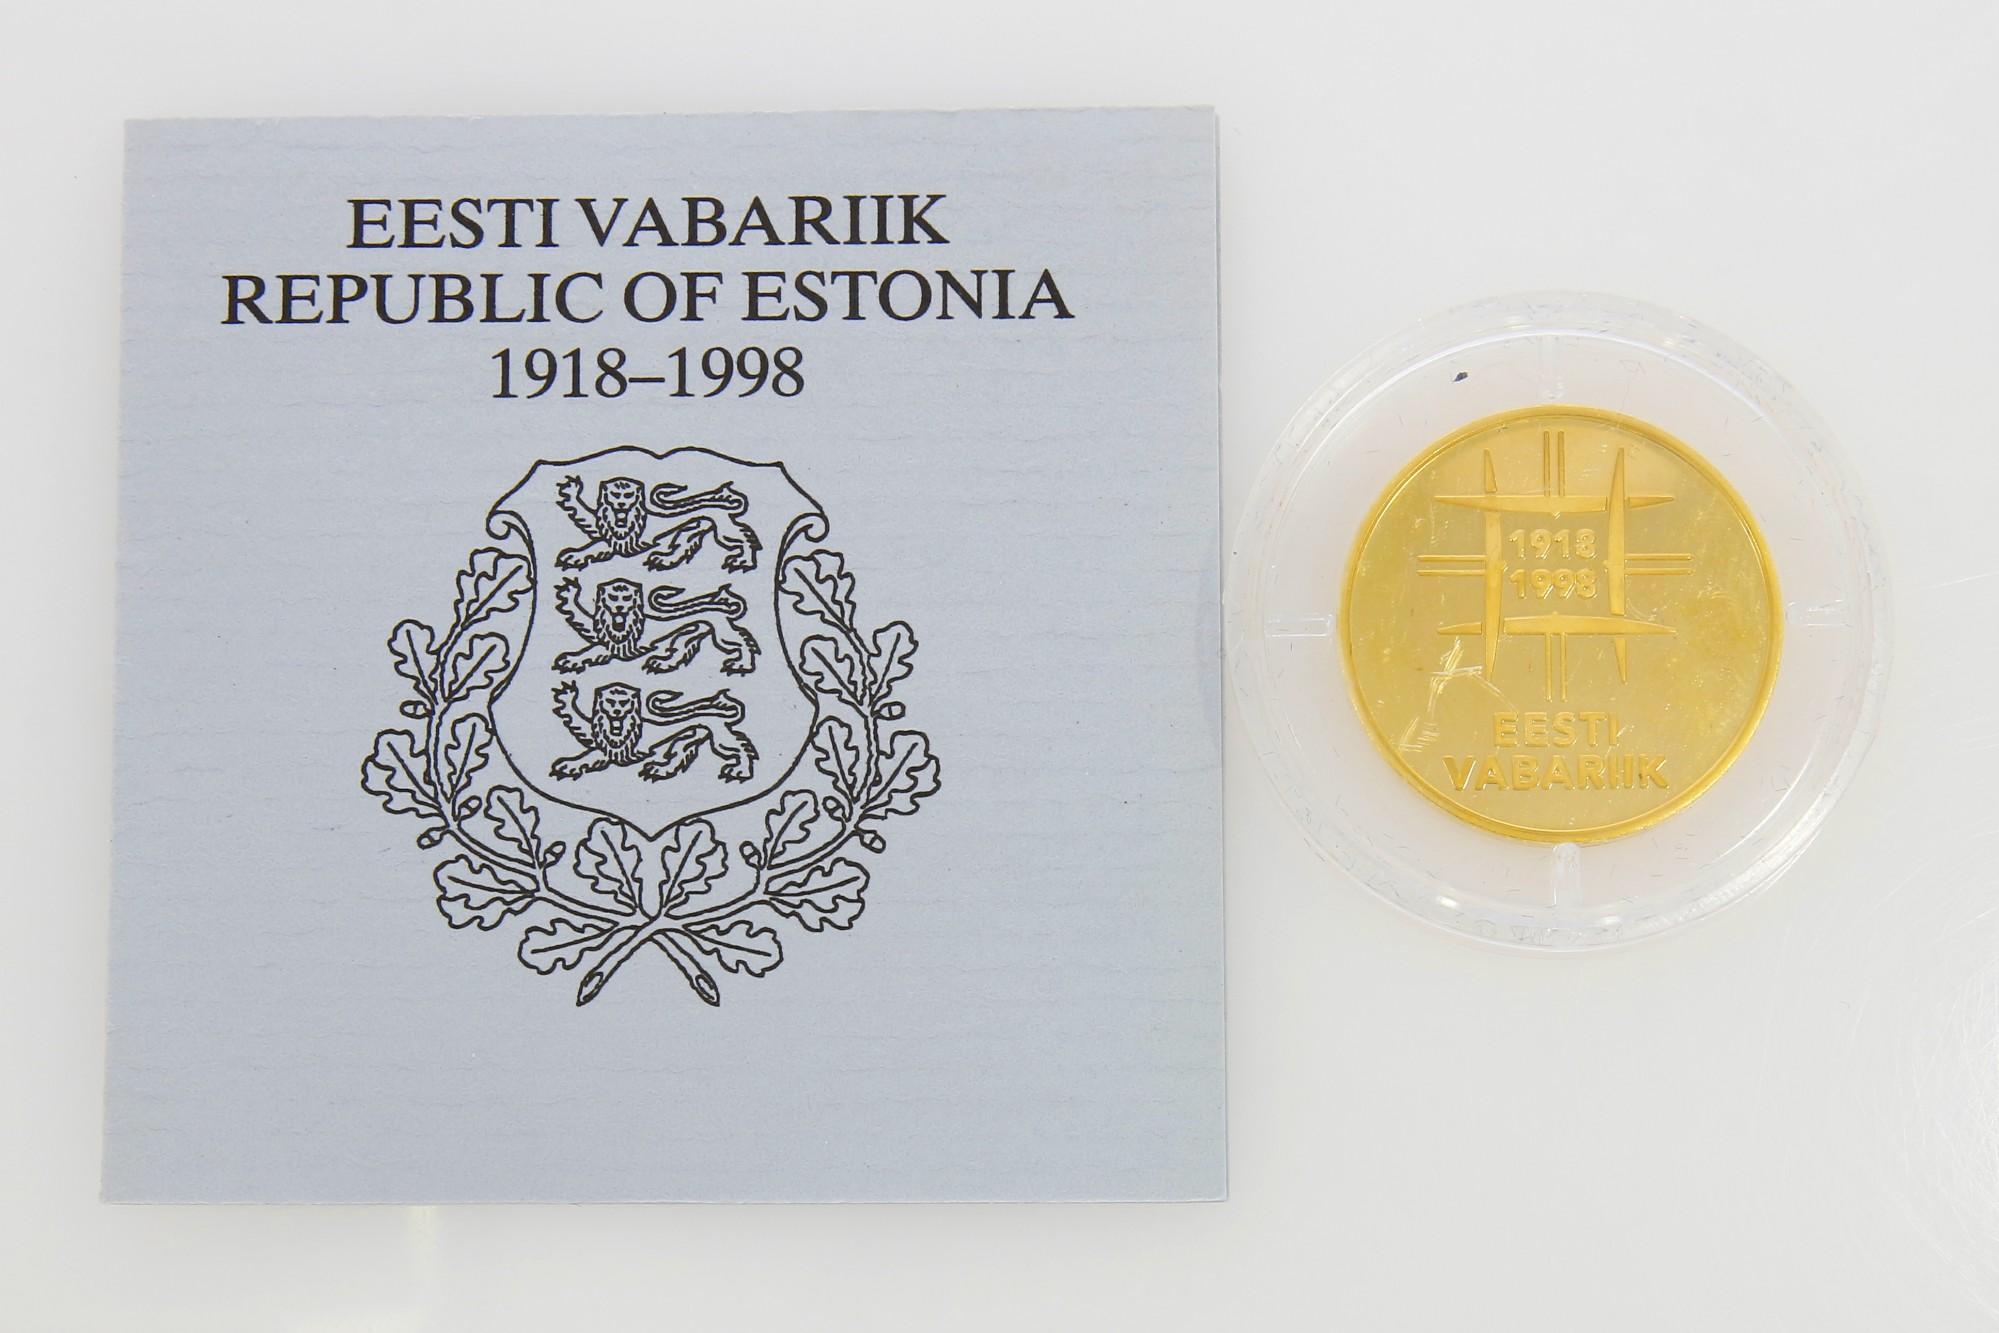 EESTI VABARIIK
REPUBLIC OF ESTONIA
1918–1998
1918
1998
EESTI
VABARIIK